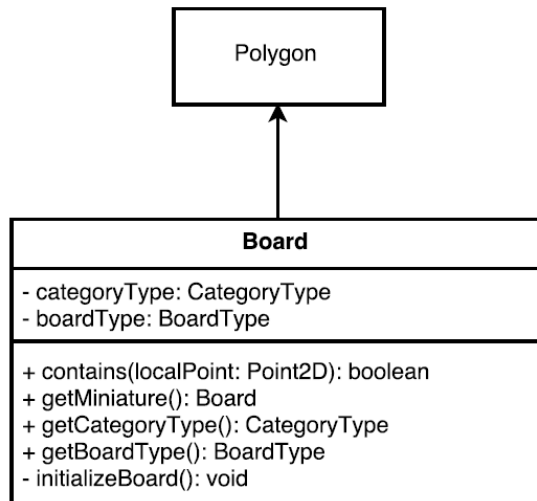 Polygon
Board
- categoryType: CategoryType
- boardType: BoardType
+ contains(localPoint: Point2D): boolean
+ getMiniature(): Board
+ getCategoryType(): CategoryType
+ getBoardType(): BoardType
- initializeBoard(): void